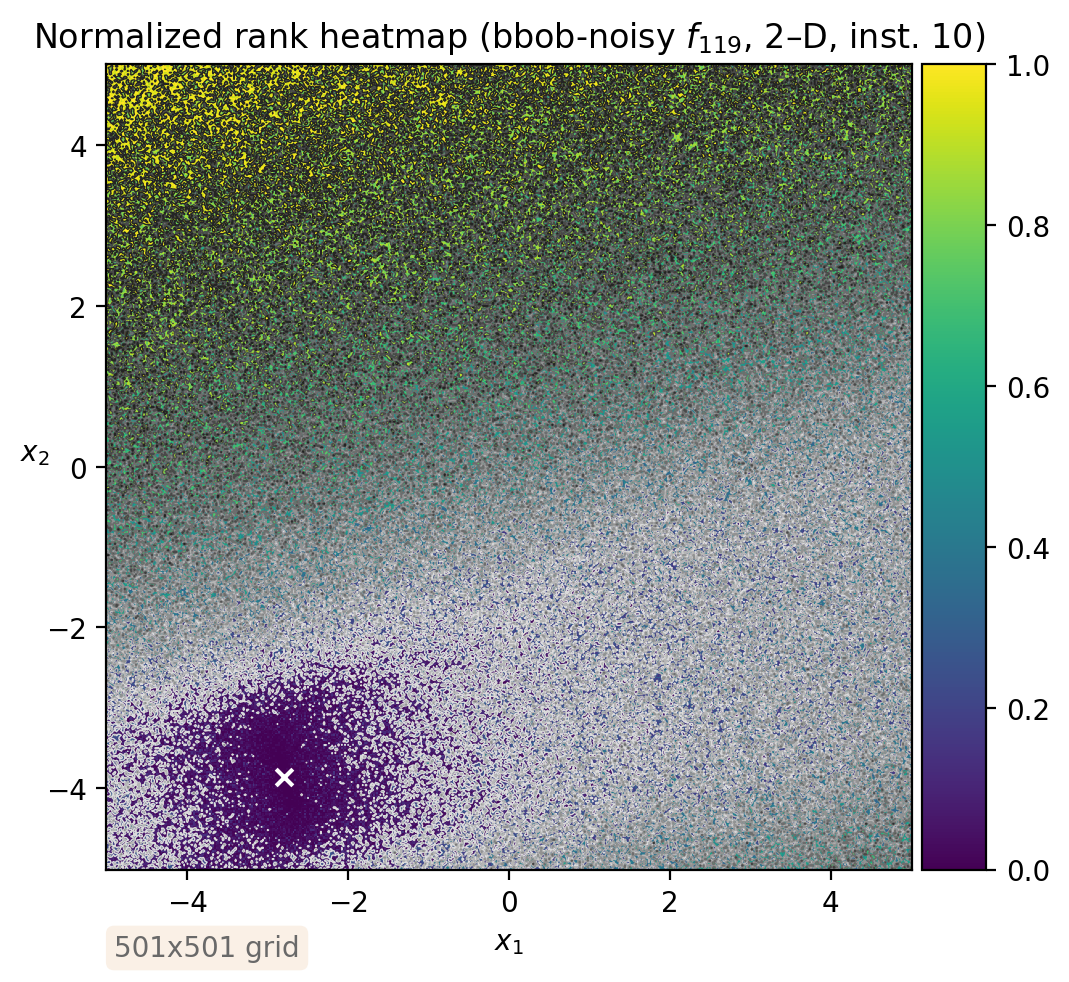 Normalized rank heatmap (bbob-noisy f₁₁₉, 2–D, inst. 10)
1.0
0.8
0.6
0.4
0.2
0.0
x₂
4
2
0
−2
−4
−4 −2 0 2 4
x₁
501x501 grid